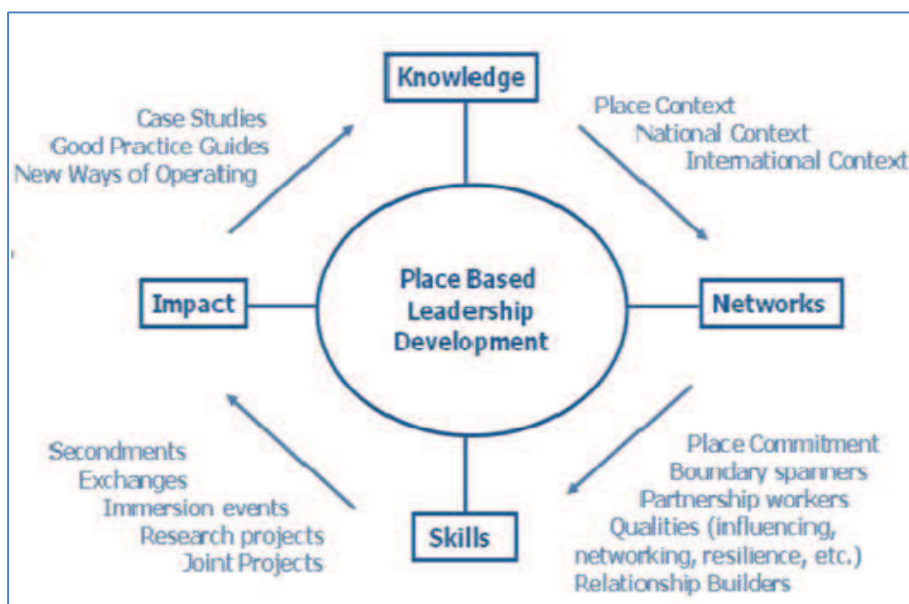 Knowledge
Case Studies
Good Practice Guides
New Ways of Operating
Place Context
National Context
International Context
Impact
Place Based
Leadership
Development
Networks
Secondments
Exchanges
Immersion events
Research projects
Joint Projects
Skills
Place Commitment
Boundary spanners
Partnership workers
Qualities (influencing,
networking, resilience, etc.)
Relationship Builders